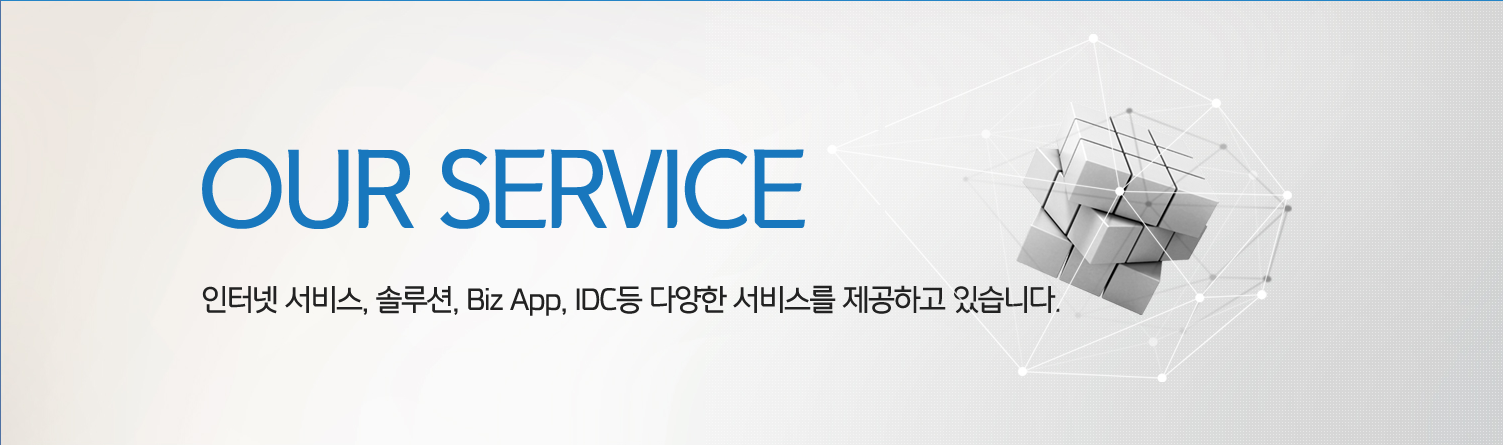 OUR SERVICE
인터넷 서비스, 솔루션, Biz App, IDC등 다양한 서비스를 제공하고 있습니다.